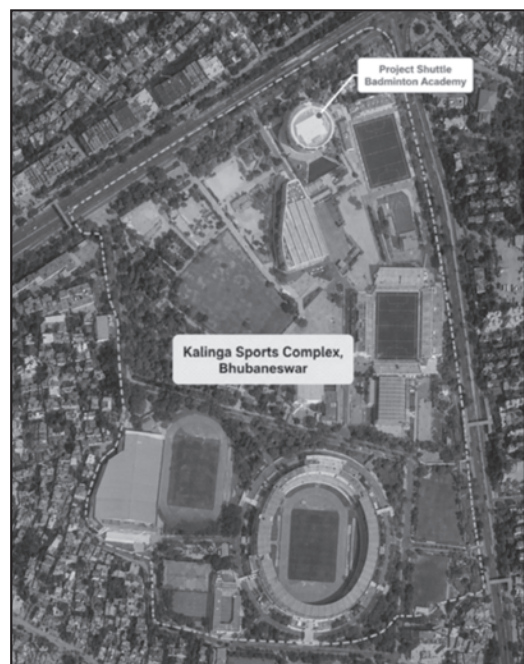 Project Shuttle
Badminton Academy
Kalinga Sports Complex,
Bhubaneswar